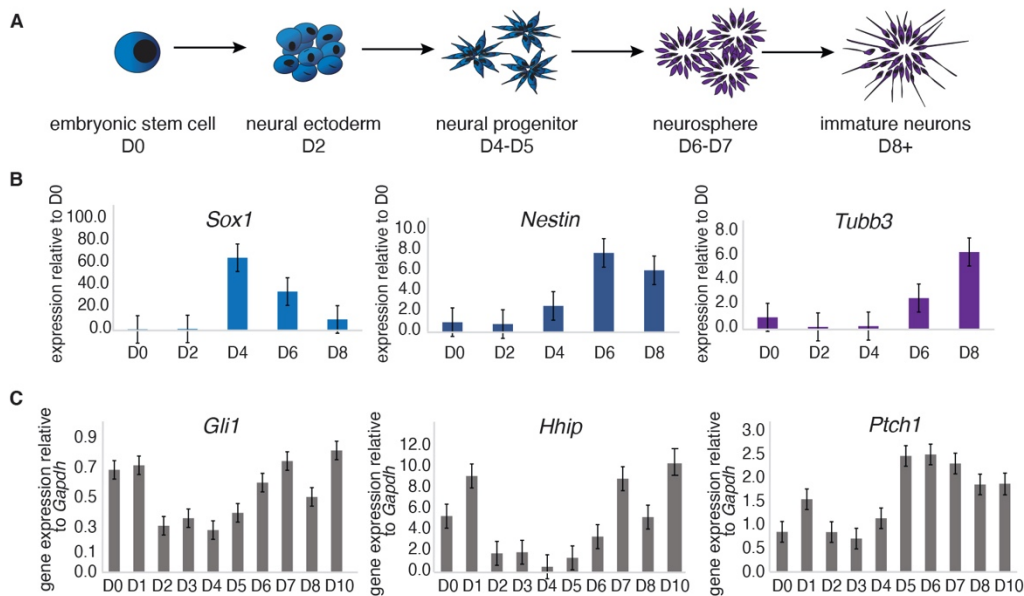 A
embryonic stem cell
D0
neural ectoderm
D2
neural progenitor
D4-D5
neurosphere
D6-D7
immature neurons
D8+
B
expression relative to D0
Sox1
100.0
80.0
60.0
40.0
20.0
0.0
D0 D2 D4 D6 D8
expression relative to D0
Nestin
10.0
8.0
6.0
4.0
2.0
0.0
D0 D2 D4 D6 D8
expression relative to D0
Tubb3
8.0
6.0
4.0
2.0
0.0
D0 D2 D4 D6 D8
C
gene expression relative
to Gapdh
Gli1
0.9
0.7
0.5
0.3
0.1
0.0
D0 D1 D2 D3 D4 D5 D6 D7 D8 D10
gene expression relative
to Gapdh
Hhip
12.0
10.0
8.0
6.0
4.0
2.0
0.0
D0 D1 D2 D3 D4 D5 D6 D7 D8 D10
gene expression relative
to Gapdh
Ptch1
3.0
2.5
2.0
1.5
1.0
0.5
0.0
D0 D1 D2 D3 D4 D5 D6 D7 D8 D10